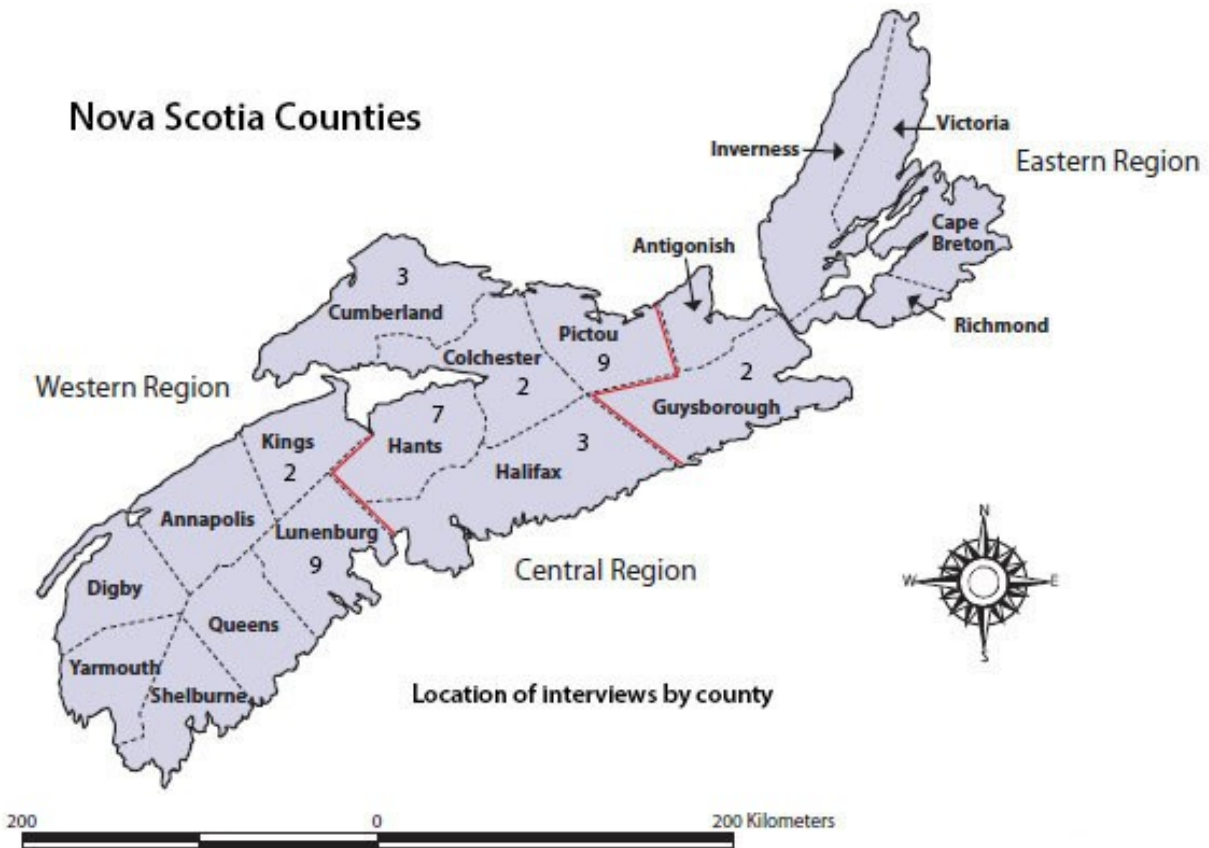 Nova Scotia Counties
Victoria
Inverness
Eastern Region
Cape
Breton
Antigonish
3
Cumberland
Richmond
Pictou
9
Colchester
2
2
Guysborough
Western Region
7
Hants
Kings
2
3
Halifax
Annapolis
Lunenburg
9
Central Region
Digby
Queens
Yarmouth
Shelburne
N
W
E
S
Location of interviews by county
200
0
200 Kilometers